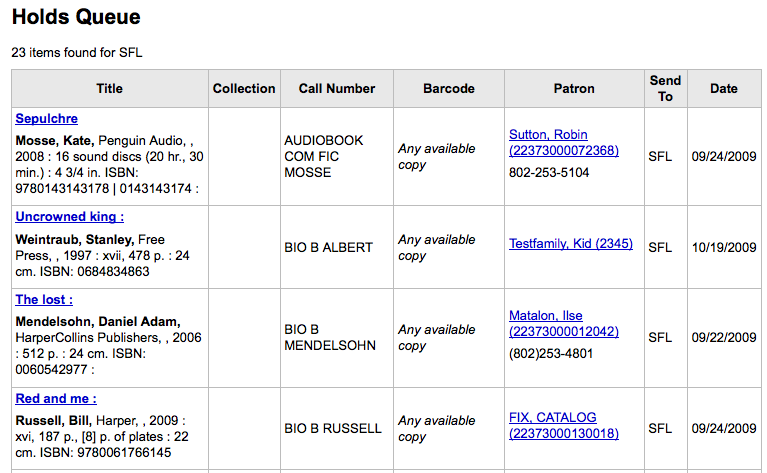 Holds Queue
23 items found for SFL
Title Collection Call Number Barcode Patron Send To Date
Sepulchre
Mosse, Kate, Penguin Audio, ,
2008 : 16 sound discs (20 hr., 30
min.) : 4 3/4 in. ISBN:
9780143143178 | 0143143174 :
AUDIOBOOK
COM FIC
MOSSE
Any available
copy
Sutton, Robin
(22373000072368)
802-253-5104
SFL
09/24/2009
Uncrowned king :
Weintraub, Stanley, Free
Press, , 1997 : xvii, 478 p. : 24
cm. ISBN: 0684834863
BIO B ALBERT
Any available
copy
Testfamily, Kid (2345)
SFL
10/19/2009
The lost :
Mendelsohn, Daniel Adam,
HarperCollins Publishers, , 2006
: 512 p. : 24 cm. ISBN:
0060542977 :
BIO B
MENDELSOHN
Any available
copy
Matalon, Ilse
(22373000012042)
(802)253-4801
SFL
09/22/2009
Red and me :
Russell, Bill, Harper, , 2009 :
xvi, 187 p., [8] p. of plates : 22
cm. ISBN: 9780061766145
BIO B RUSSELL
Any available
copy
FIX, CATALOG
(22373000130018)
SFL
09/24/2009